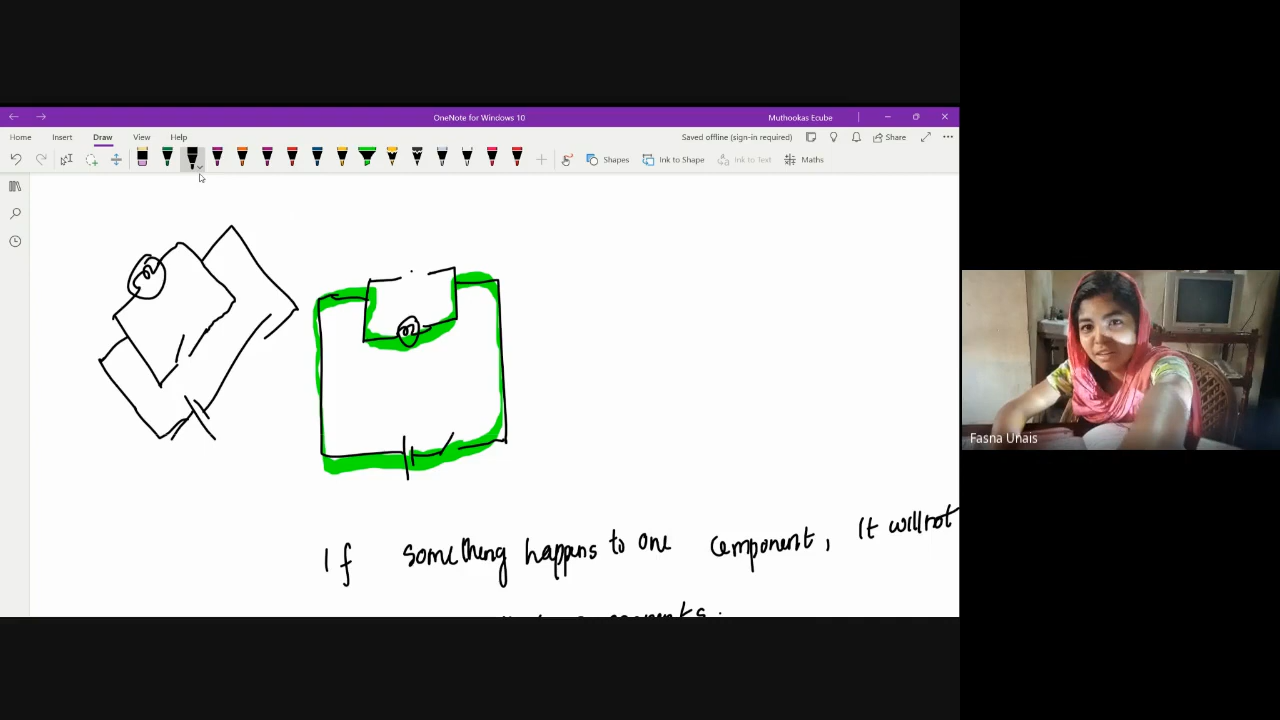 OneNote for Windows 10
Muthookas Ecube
Home Insert Draw View Help
Saved offline (sign-in required)
Share
Shapes
Ink to Shape
Ink to Text
Maths
If something happens to one component, it will not
Fasna Unais